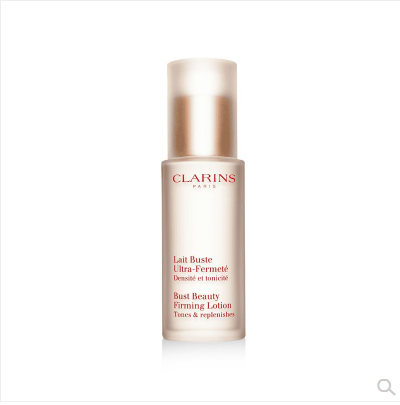 CLARINS
PARIS
Lait Buste
Ultra-Fermeté
Densité et tonicité
Bust Beauty
Firming Lotion
Tones & replenishes